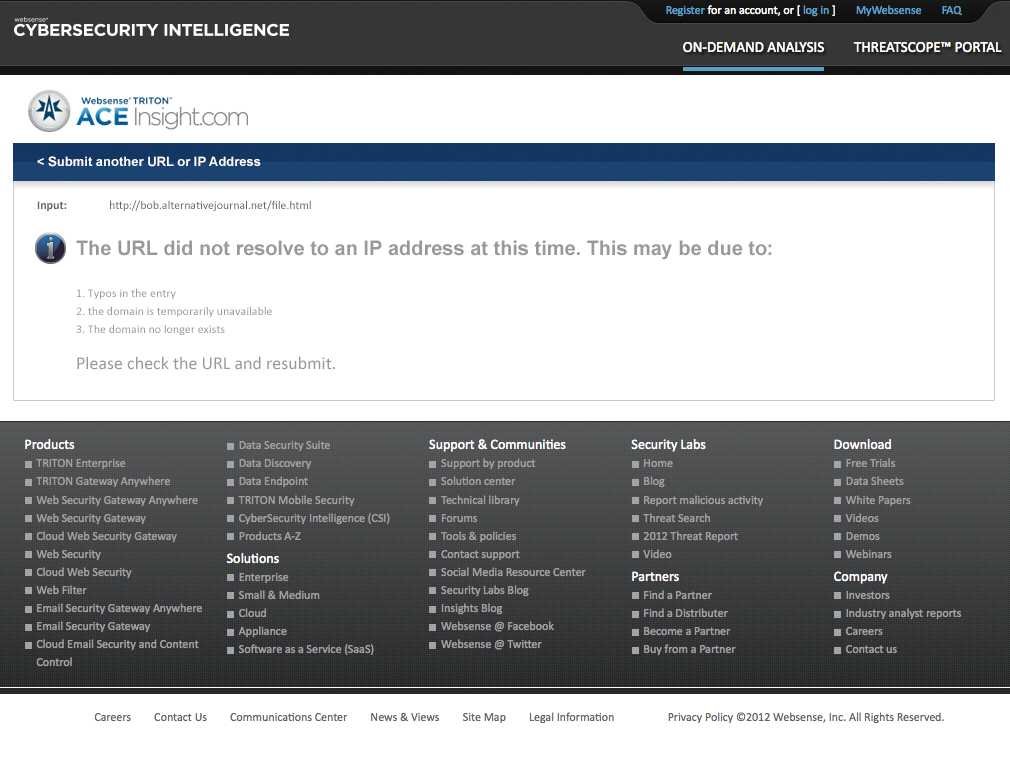 Register for an account, or [ log in ] MyWebsense FAQ
websense®
CYBERSECURITY INTELLIGENCE
ON-DEMAND ANALYSIS THREATSCOPE™ PORTAL
Websense® TRITON™
ACE Insight.com
< Submit another URL or IP Address
Input: http://bob.alternativejournal.net/file.html
The URL did not resolve to an IP address at this time. This may be due to:
1. Typos in the entry
2. the domain is temporarily unavailable
3. The domain no longer exists
Please check the URL and resubmit.
Products
TRITON Enterprise
TRITON Gateway Anywhere
Web Security Gateway Anywhere
Web Security Gateway
Cloud Web Security Gateway
Web Security
Cloud Web Security
Web Filter
Email Security Gateway Anywhere
Email Security Gateway
Cloud Email Security and Content
Control
Data Security Suite
Data Discovery
Data Endpoint
TRITON Mobile Security
CyberSecurity Intelligence (CSI)
Products A-Z
Solutions
Enterprise
Small & Medium
Cloud
Appliance
Software as a Service (SaaS)
Support & Communities
Support by product
Solution center
Technical library
Forums
Tools & policies
Contact support
Social Media Resource Center
Security Labs Blog
Insights Blog
Websense @ Facebook
Websense @ Twitter
Security Labs
Home
Blog
Report malicious activity
Threat Search
2012 Threat Report
Video
Partners
Find a Partner
Find a Distributer
Become a Partner
Buy from a Partner
Download
Free Trials
Data Sheets
White Papers
Videos
Demos
Webinars
Company
Investors
Industry analyst reports
Careers
Contact us
Careers Contact Us Communications Center News & Views Site Map Legal Information Privacy Policy ©2012 Websense, Inc. All Rights Reserved.